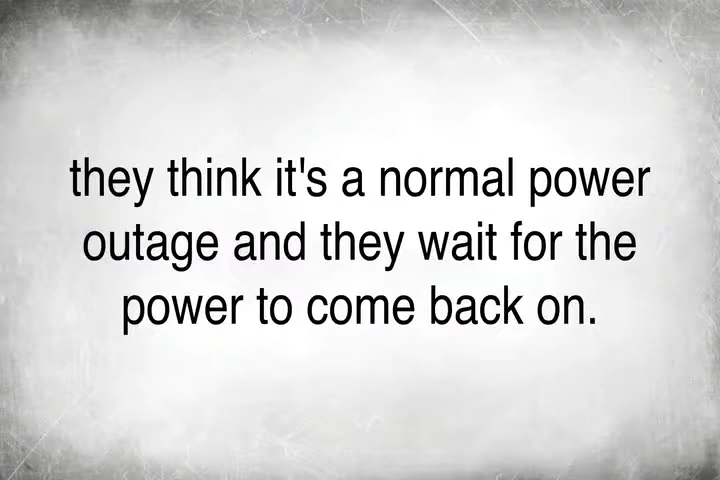 they think it's a normal power
outage and they wait for the
power to come back on.